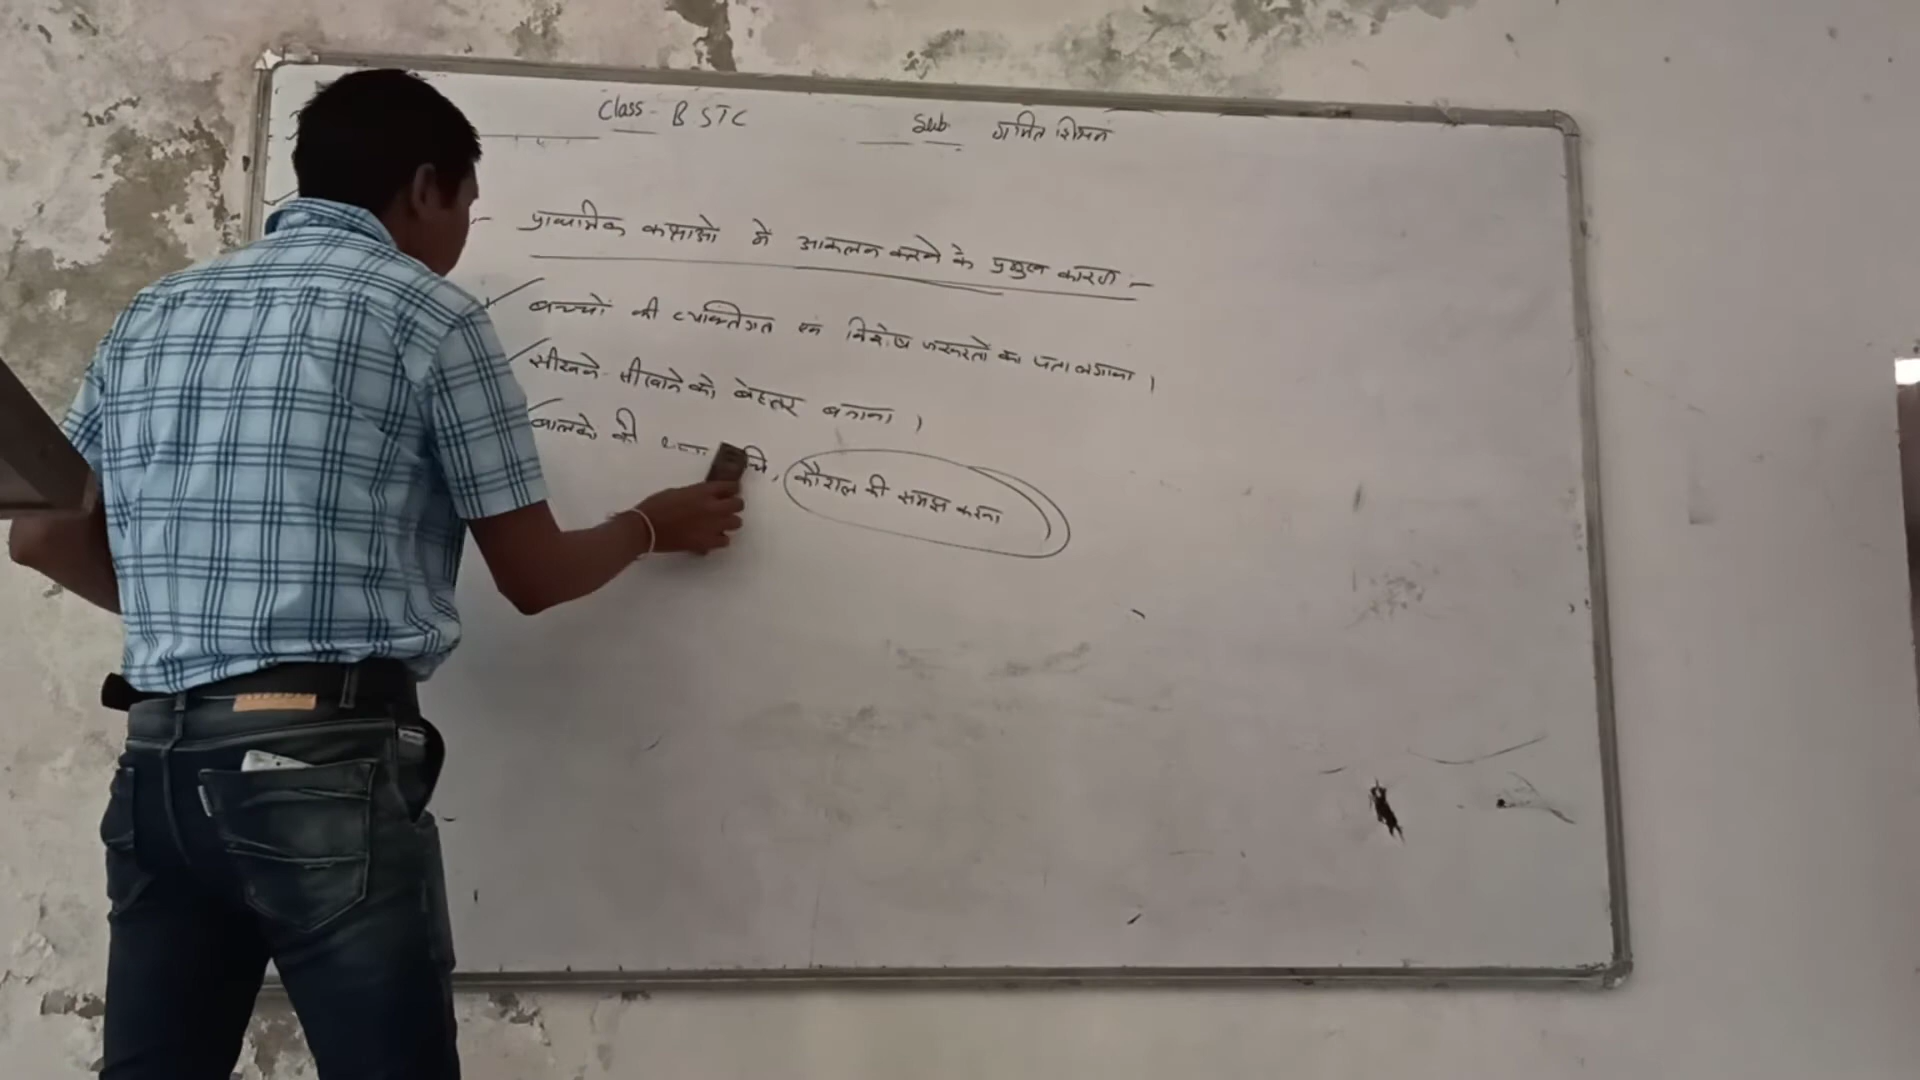 Class - B STC Sub. गणित शिक्षण
प्राथमिक कक्षाओ में आकलन करने के प्रमुख कारण -
बच्चों की व्यक्तिगत एवं विशेष जरूरतों का पता लगाना।
सीखने - सीखाने को बेहतर बनाना।
बालको की , कौशल की समझ करना